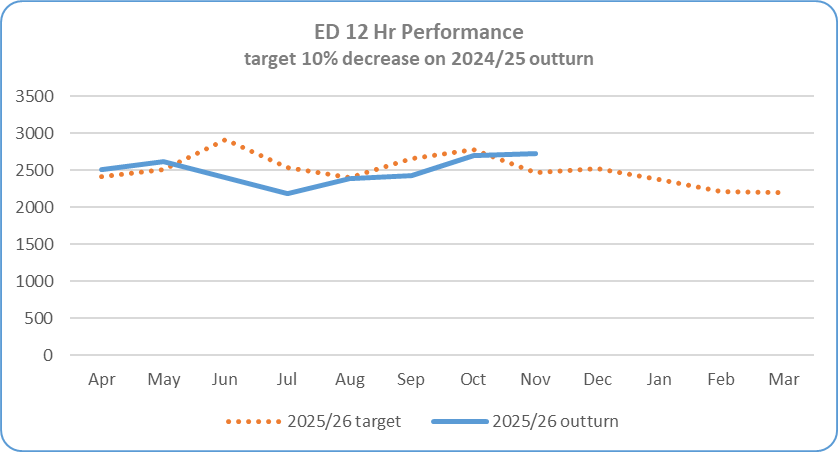 ED 12 Hr Performance
target 10% decrease on 2024/25 outturn
3500
3000
2500
2000
1500
1000
500
0
Apr May Jun Jul Aug Sep Oct Nov Dec Jan Feb Mar
2025/26 target 2025/26 outturn